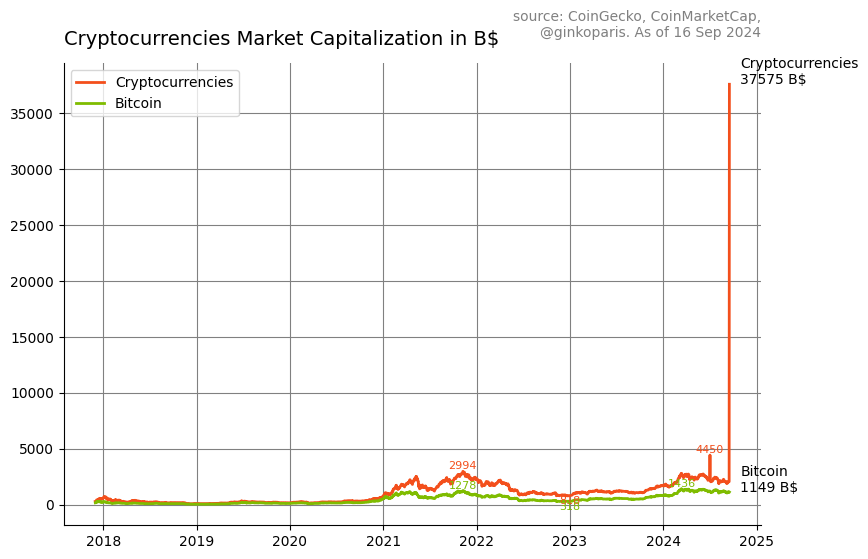 source: CoinGecko, CoinMarketCap,
@ginkoparis. As of 16 Sep 2024
Cryptocurrencies Market Capitalization in B$
Cryptocurrencies
37575 B$
Cryptocurrencies
Bitcoin
35000
30000
25000
20000
15000
10000
5000
0
4450
2994
1278
1436
318
Bitcoin
1149 B$
2018
2019
2020
2021
2022
2023
2024
2025